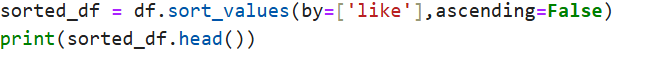 sorted_df = df.sort_values(by=['like'],ascending=False)
print(sorted_df.head())